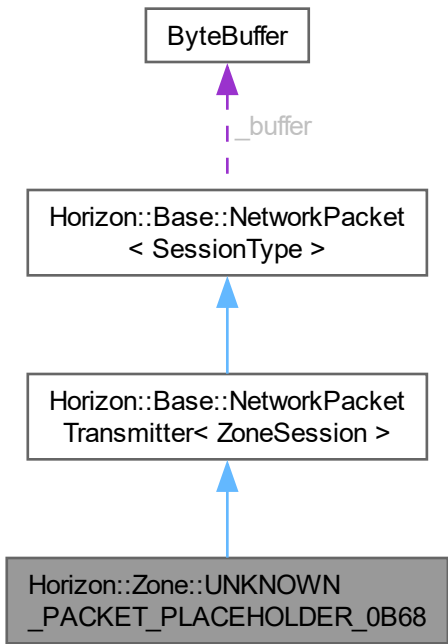 ByteBuffer
_buffer
Horizon::Base::NetworkPacket
< SessionType >
Horizon::Base::NetworkPacket
Transmitter< ZoneSession >
Horizon::Zone::UNKNOWN
_PACKET_PLACEHOLDER_0B68